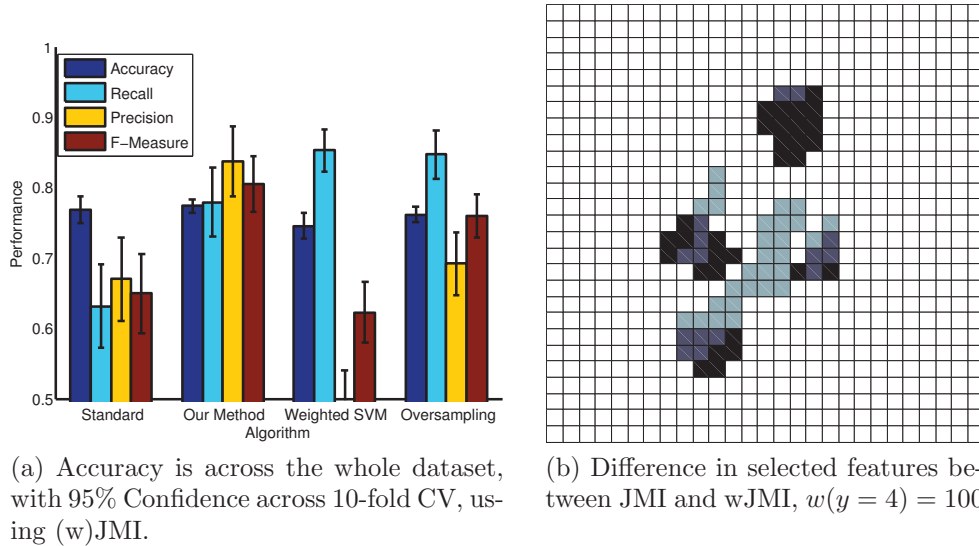 1
0.9
0.8
0.7
0.6
0.5
Performance
Accuracy
Recall
Precision
F−Measure
Standard
Our Method
Weighted SVM
Oversampling
Algorithm
(a) Accuracy is across the whole dataset,
with 95% Confidence across 10-fold CV, us-
ing (w)JMI.
(b) Difference in selected features be-
tween JMI and wJMI, w(y = 4) = 100